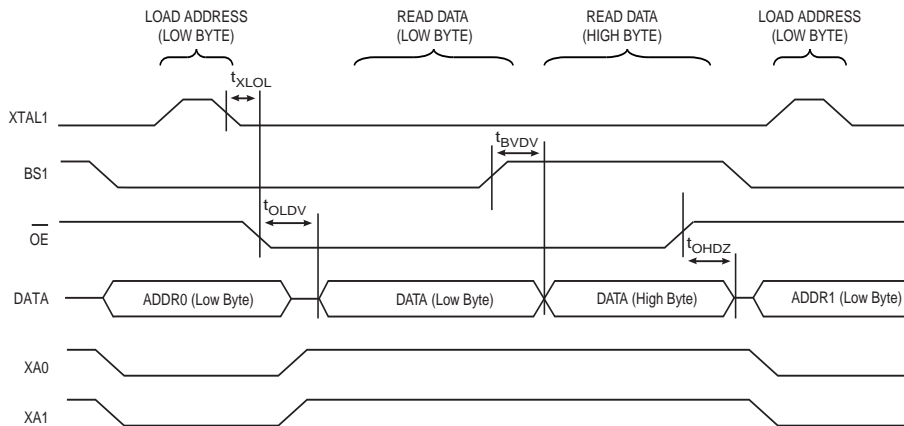 LOAD ADDRESS
(LOW BYTE)
READ DATA
(LOW BYTE)
READ DATA
(HIGH BYTE)
LOAD ADDRESS
(LOW BYTE)
tXLOL
XTAL1
tBVDV
BS1
tOLDV
OE
tOHDZ
DATA
ADDR0 (Low Byte)
DATA (Low Byte)
DATA (High Byte)
ADDR1 (Low Byte)
XA0
XA1